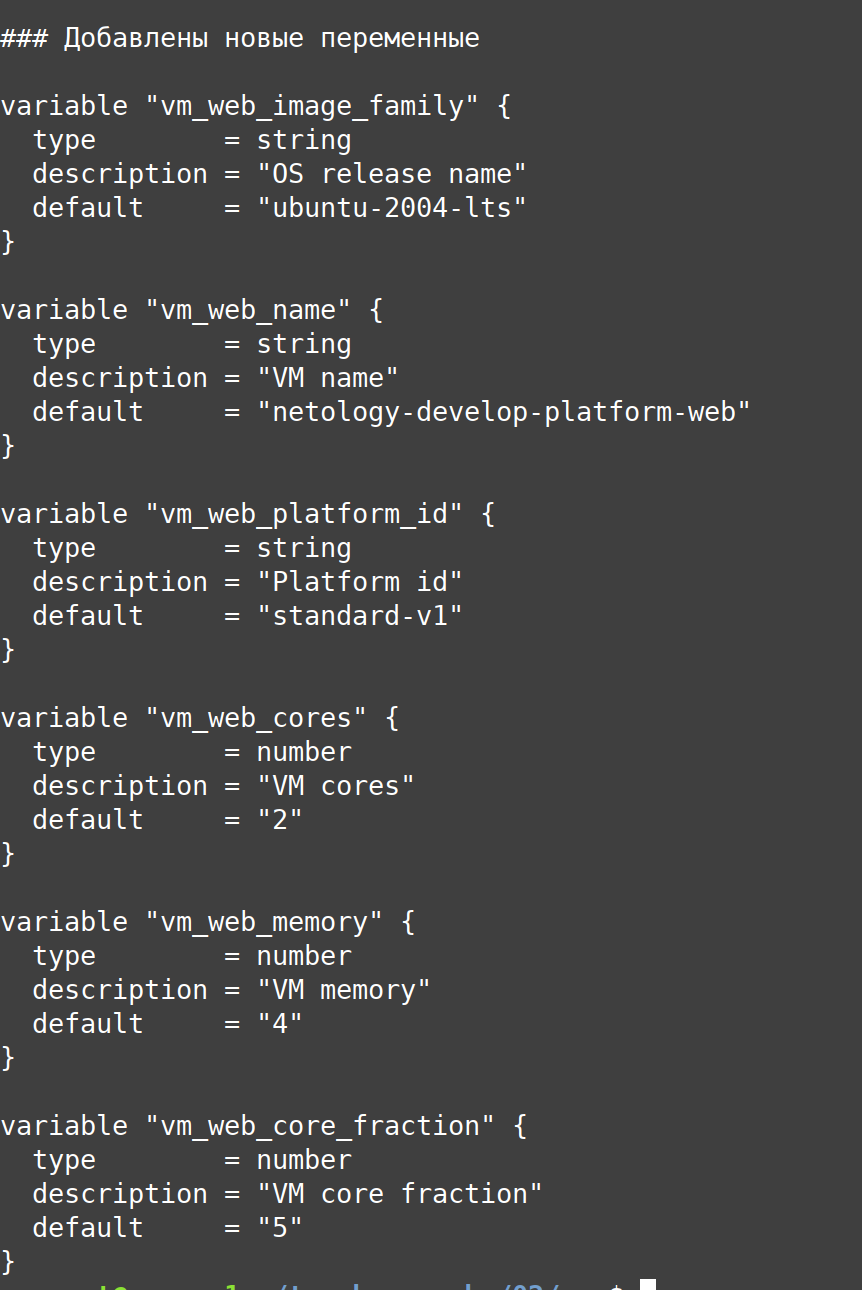 ### Добавлены новые переменные
variable "vm_web_image_family" {
  type        = string
  description = "OS release name"
  default     = "ubuntu-2004-lts"
}
variable "vm_web_name" {
  type        = string
  description = "VM name"
  default     = "netology-develop-platform-web"
}
variable "vm_web_platform_id" {
  type        = string
  description = "Platform id"
  default     = "standard-v1"
}
variable "vm_web_cores" {
  type        = number
  description = "VM cores"
  default     = "2"
}
variable "vm_web_memory" {
  type        = number
  description = "VM memory"
  default     = "4"
}
variable "vm_web_core_fraction" {
  type        = number
  description = "VM core fraction"
  default     = "5"
}